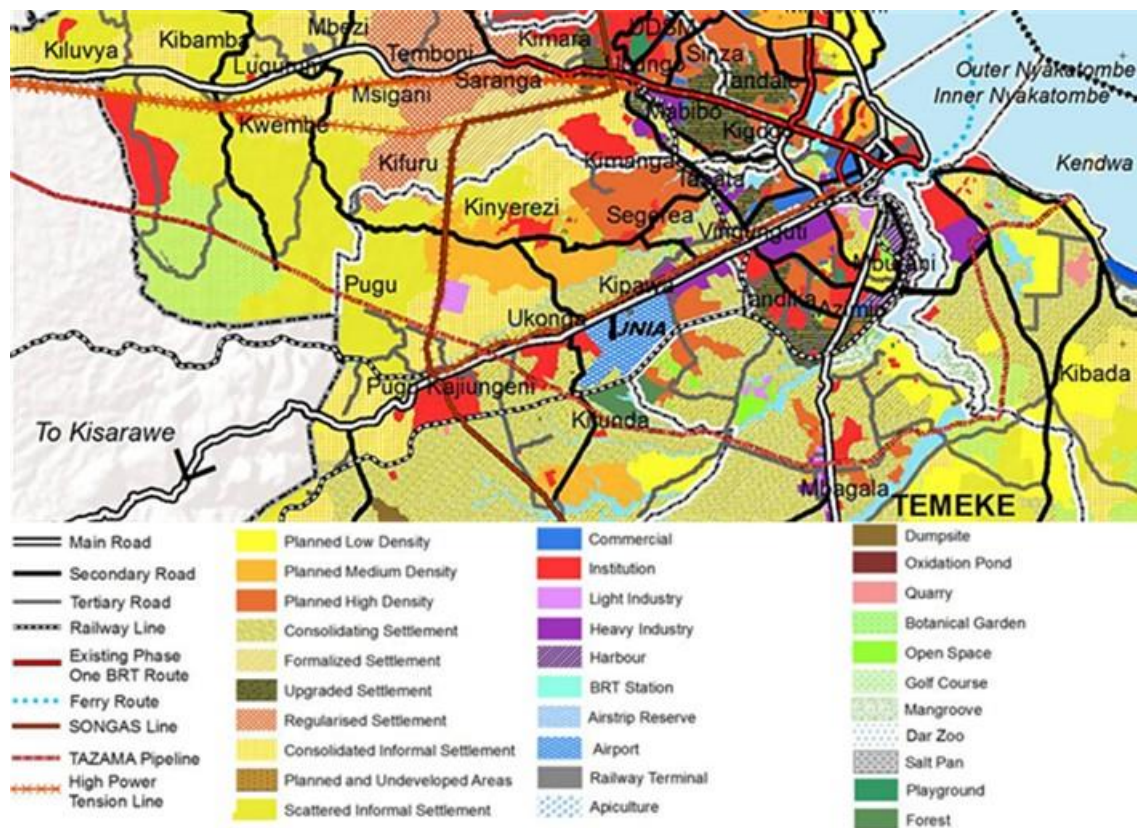 Kiluvya
Kibamba
Mbezi
Temboni
Kimara
UDSM
Sinza
Ubungo
Tandale
Saranga
Msigani
Kwembe
Mabibo
Kigogo
Kifuru
Kimanga
Tabata
Kinyerezi
Segerea
Vingunguti
Pugu
Kipawa
Ukonga
JNIA
Tandika
Azimio
Mbutani
Kibada
Pugu Kajiungeni
Kitunda
To Kisarawe
Mbagala
TEMEKE
Outer Nyakatombe
Inner Nyakatombe
Kendwa
Main Road
Secondary Road
Tertiary Road
Railway Line
Existing Phase
One BRT Route
Ferry Route
SONGAS Line
TAZAMA Pipeline
High Power
Tension Line
Planned Low Density
Planned Medium Density
Planned High Density
Consolidating Settlement
Formalized Settlement
Upgraded Settlement
Regularised Settlement
Consolidated Informal Settlement
Planned and Undeveloped Areas
Scattered Informal Settlement
Commercial
Institution
Light Industry
Heavy Industry
Harbour
BRT Station
Airstrip Reserve
Airport
Railway Terminal
Apiculture
Dumpsite
Oxidation Pond
Quarry
Botanical Garden
Open Space
Golf Course
Mangroove
Dar Zoo
Salt Pan
Playground
Forest